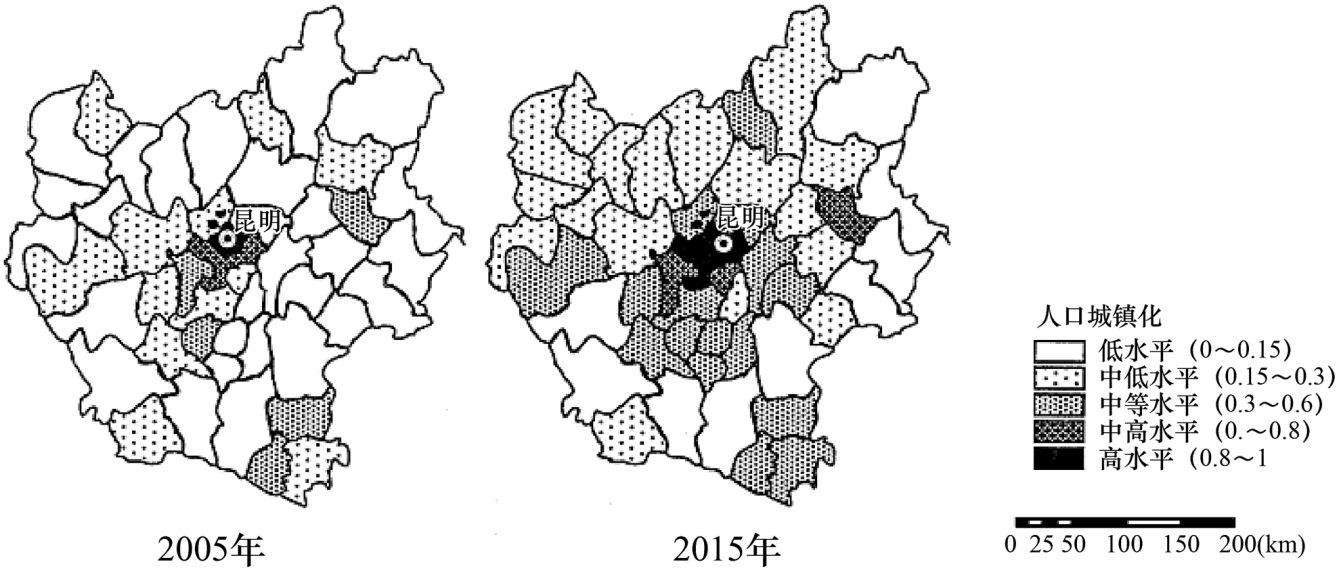 昆明
昆明
人口城镇化
低水平 (0～0.15)
中低水平 (0.15～0.3)
中等水平 (0.3～0.6)
中高水平 (0.～0.8)
高水平 (0.8～1
0 25 50 100 150 200(km)
2005年
2015年